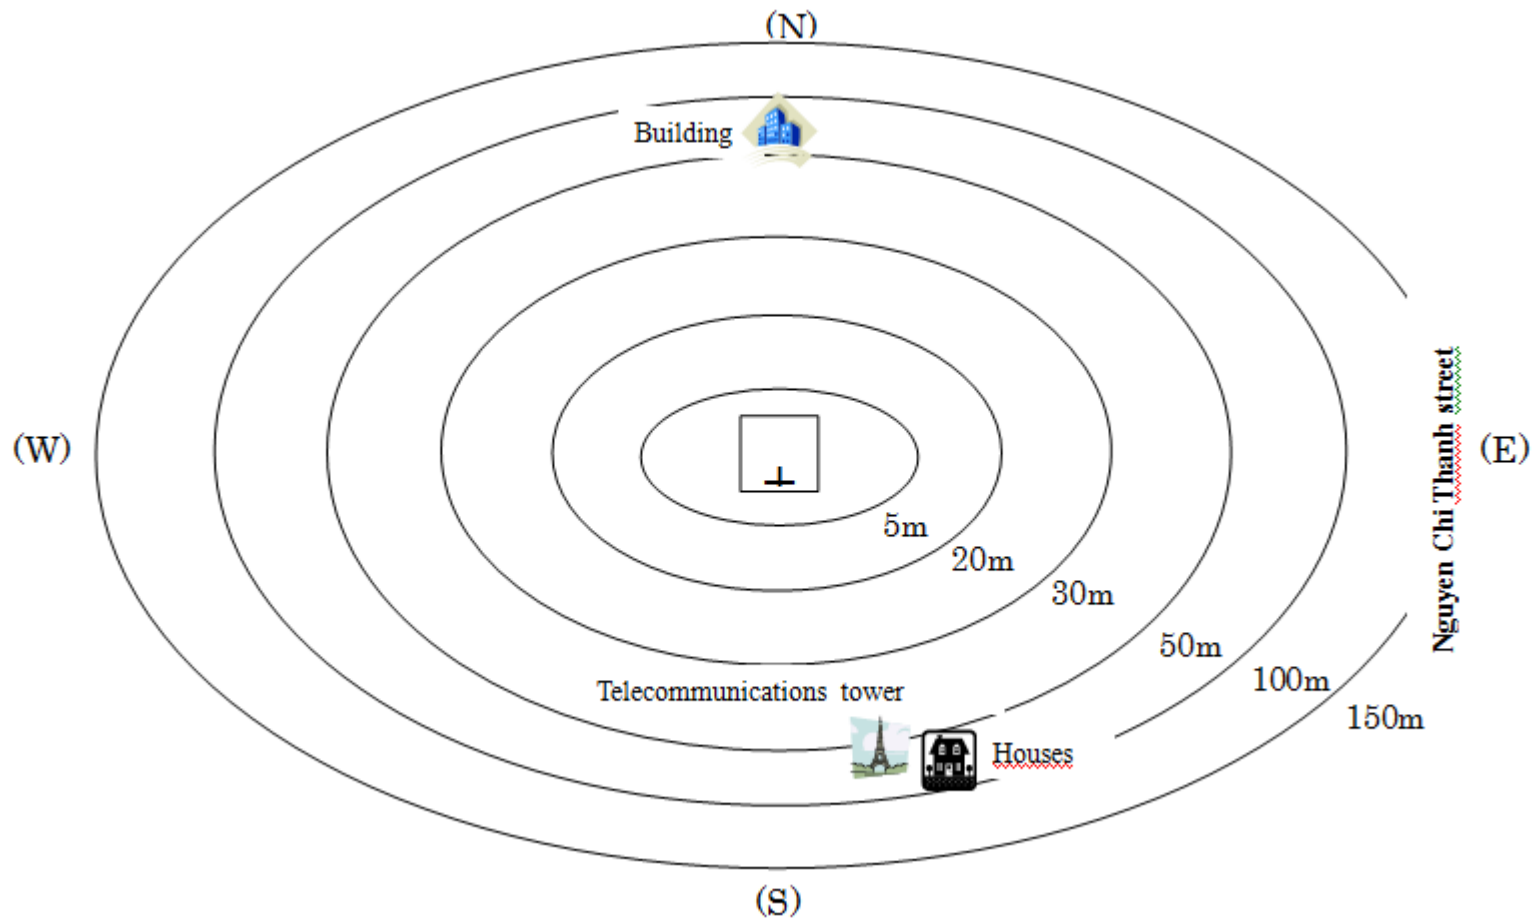 (N)
Building
(W)
(E)
Nguyen Chi Thanh street
5m
20m
30m
50m
100m
150m
Telecommunications tower
Houses
(S)